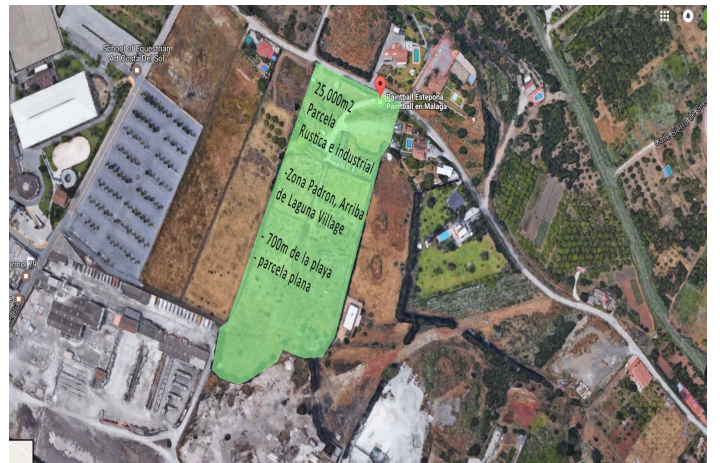 School of Equestrian
Art Costa Del Sol
Paintball Estepona -
Paintball en Málaga
25,000m2
Parcela
Rustica e industrial
-Zona Padron, Arriba
de Laguna Village
- 700m de la playa
- parcela plana